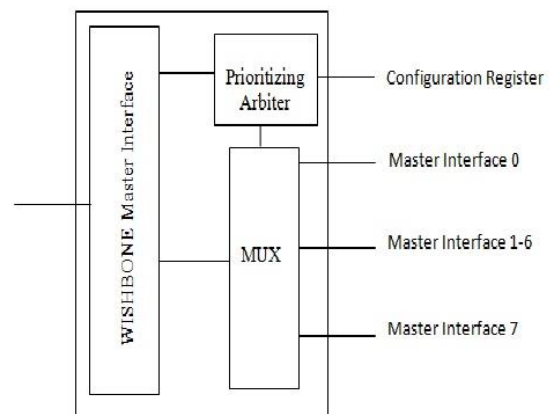 WISHBONE Master Interface
Prioritizing
Arbiter
Configuration Register
Master Interface 0
MUX
Master Interface 1-6
Master Interface 7